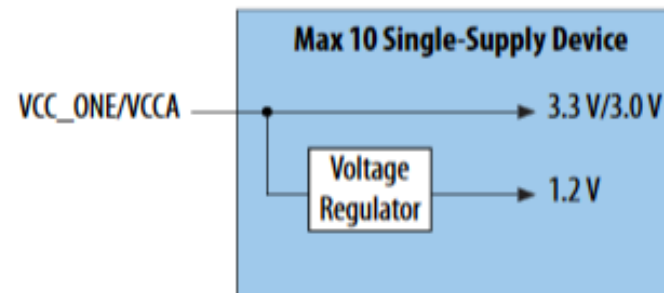 Max 10 Single-Supply Device
VCC_ONE/VCCA
3.3 V/3.0 V
Voltage
Regulator
1.2 V